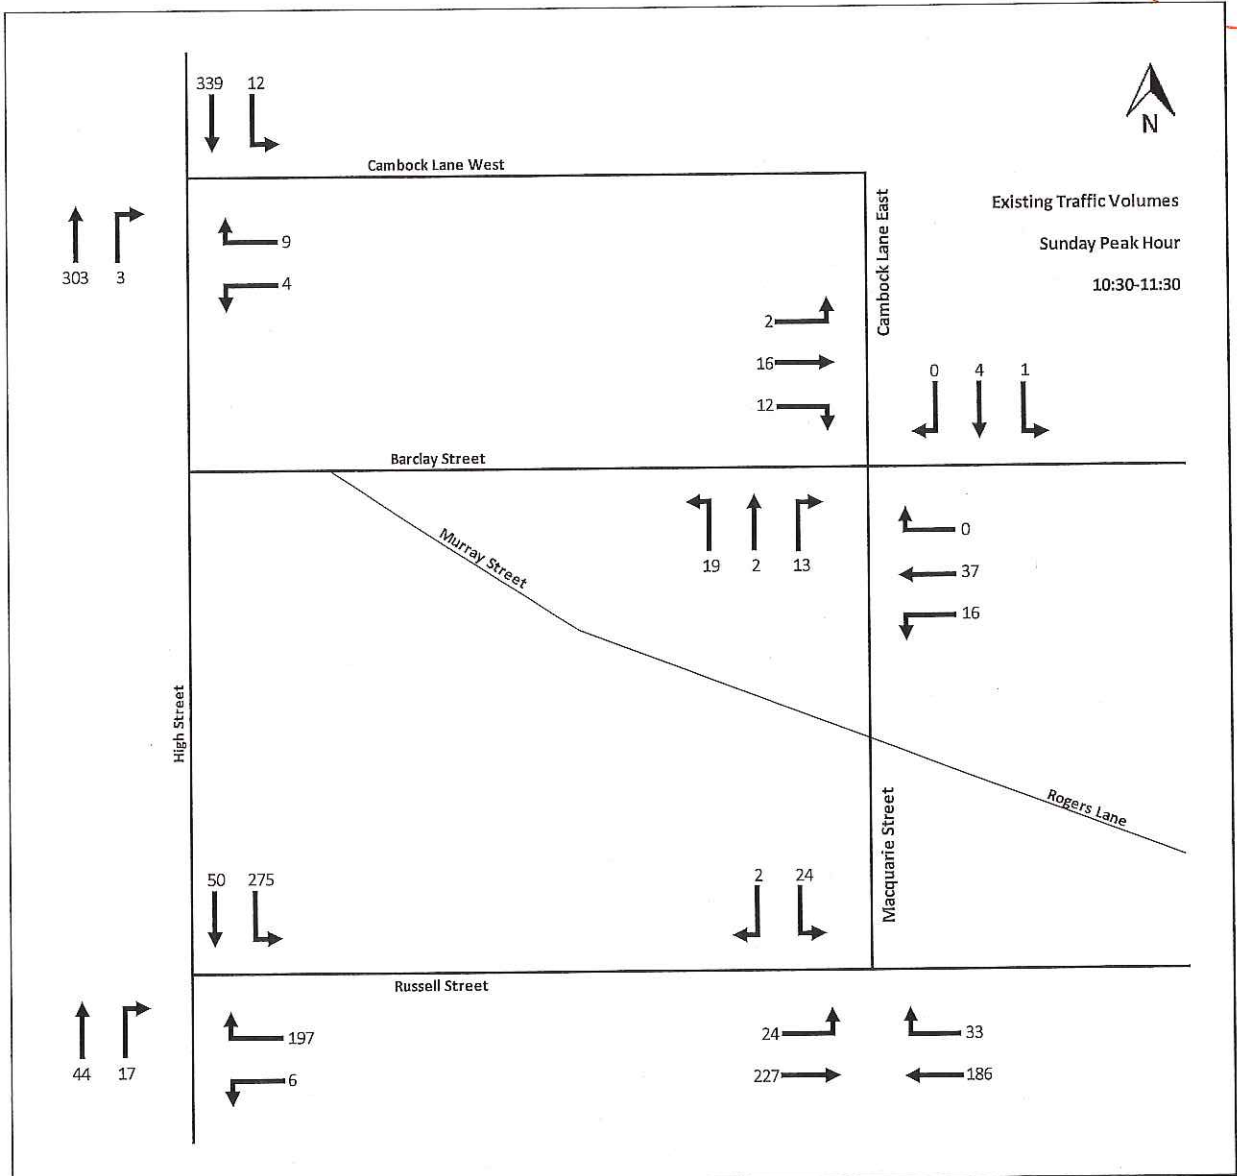 339 12
N
Cambock Lane West
Cambock Lane East
Existing Traffic Volumes
Sunday Peak Hour
10:30-11:30
303 3
9
4
2
16
12
0 4 1
Barclay Street
Murray Street
19 2 13
0
37
16
High Street
Macquarie Street
Rogers Lane
50 275
2 24
Russell Street
44 17
197
6
24
227
33
186